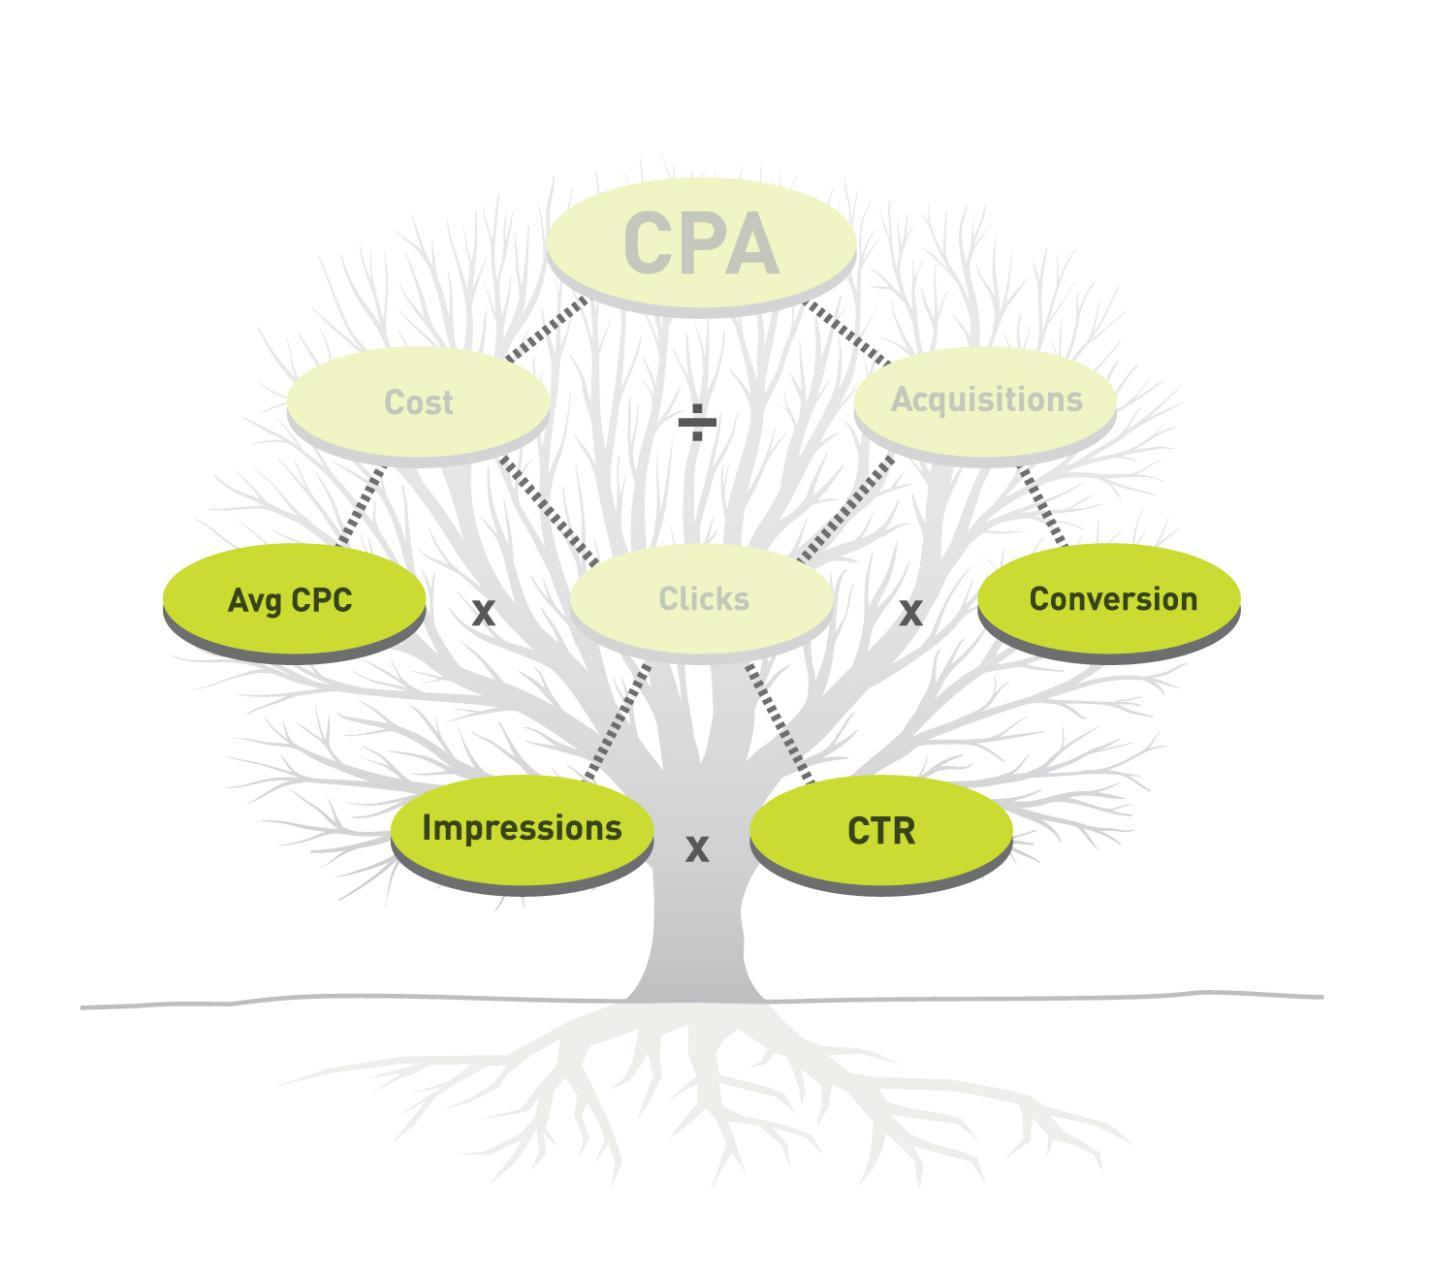 CPA
Cost
÷
Acquisitions
Avg CPC
x
Clicks
x
Conversion
Impressions
x
CTR